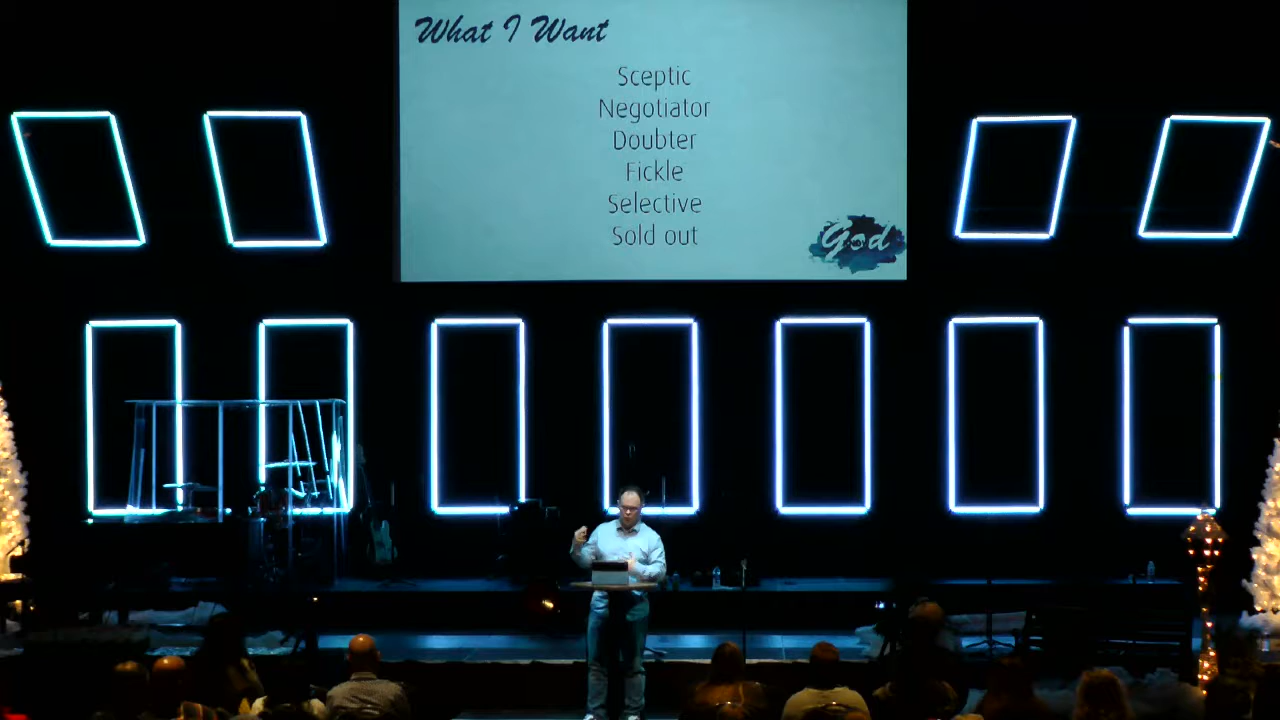 What I Want
Sceptic
Negotiator
Doubter
Fickle
Selective
Sold out
God